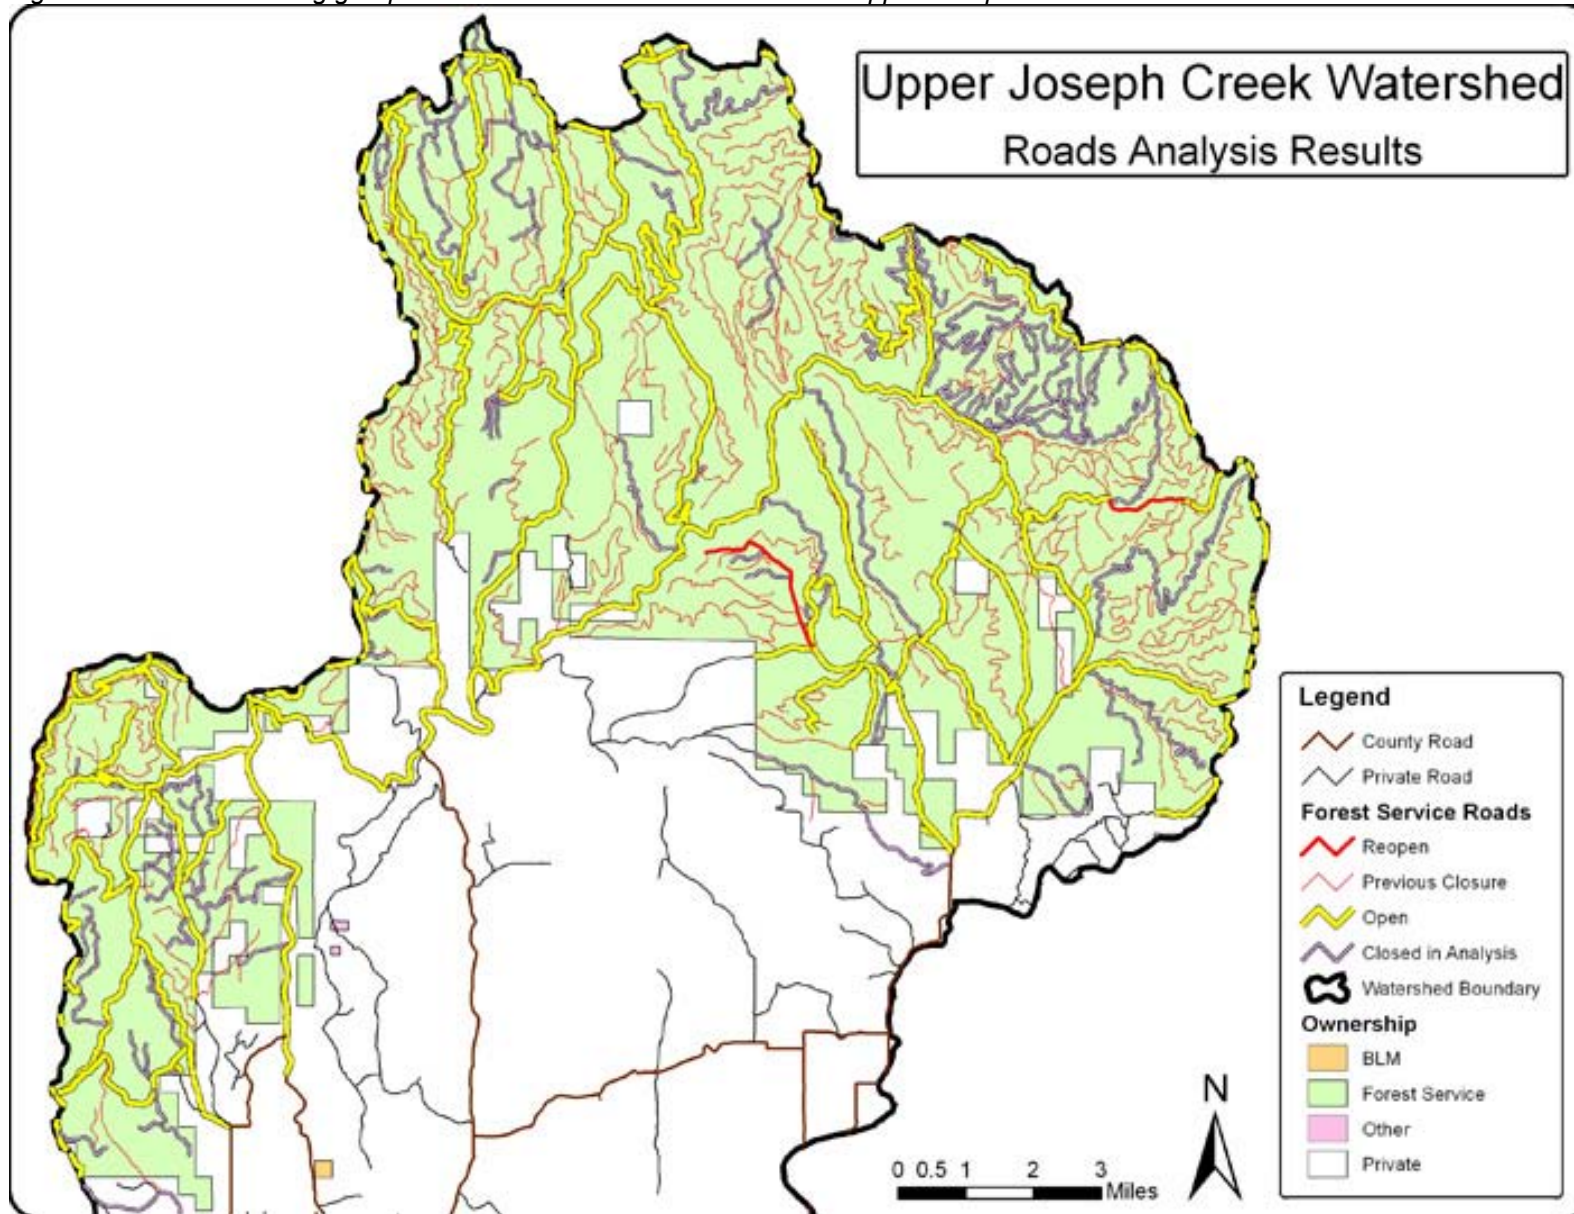 Upper Joseph Creek Watershed
Roads Analysis Results
Legend
County Road
Private Road
Forest Service Roads
Reopen
Previous Closure
Open
Closed in Analysis
Watershed Boundary
Ownership
BLM
Forest Service
Other
Private
N
0 0.5 1 2 3
Miles